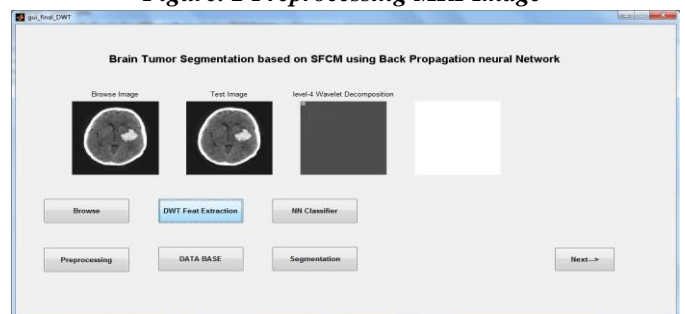 Figure: 2 Preprocessing MRI Image
gui_final_DWT
Brain Tumor Segmentation based on SFCM using Back Propagation neural Network
Browse Image Test Image level-4 Wavelet Decomposition
Browse DWT Feat Extraction NN Classifier
Preprocessing DATA BASE Segmentation Next-->